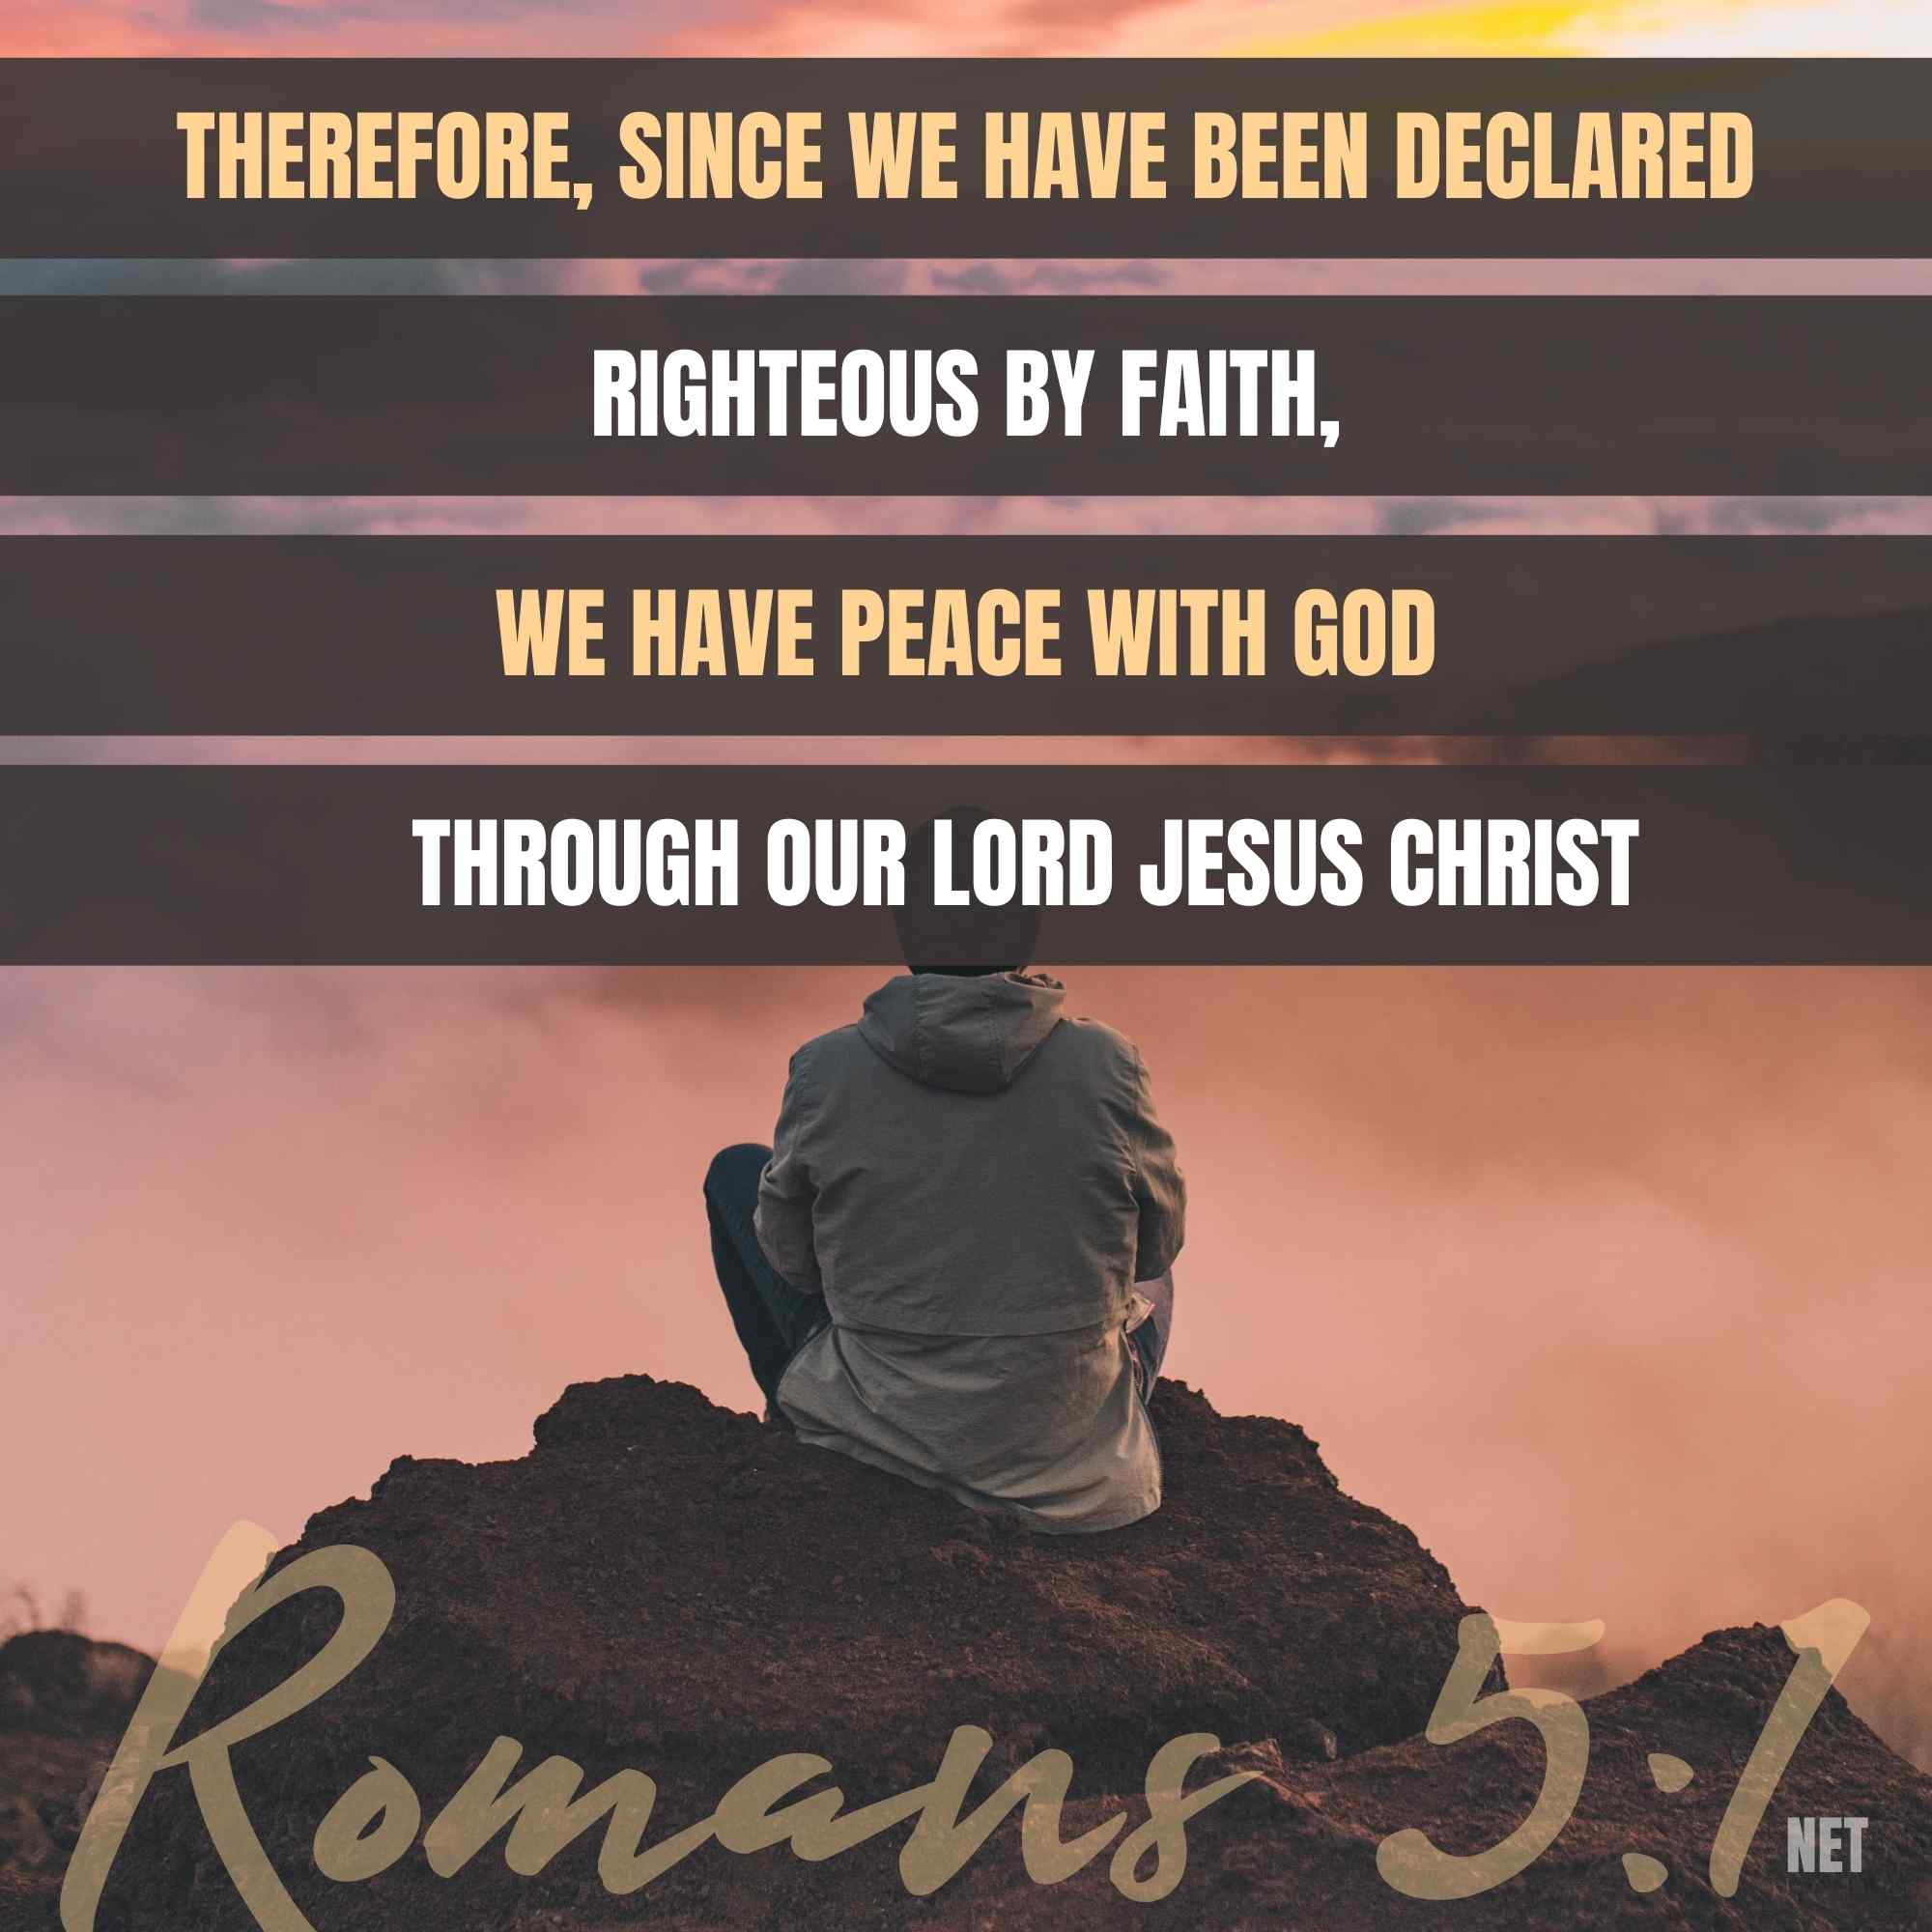 THEREFORE, SINCE WE HAVE BEEN DECLARED
RIGHTEOUS BY FAITH,
WE HAVE PEACE WITH GOD
THROUGH OUR LORD JESUS CHRIST
Romans 5:1
NET